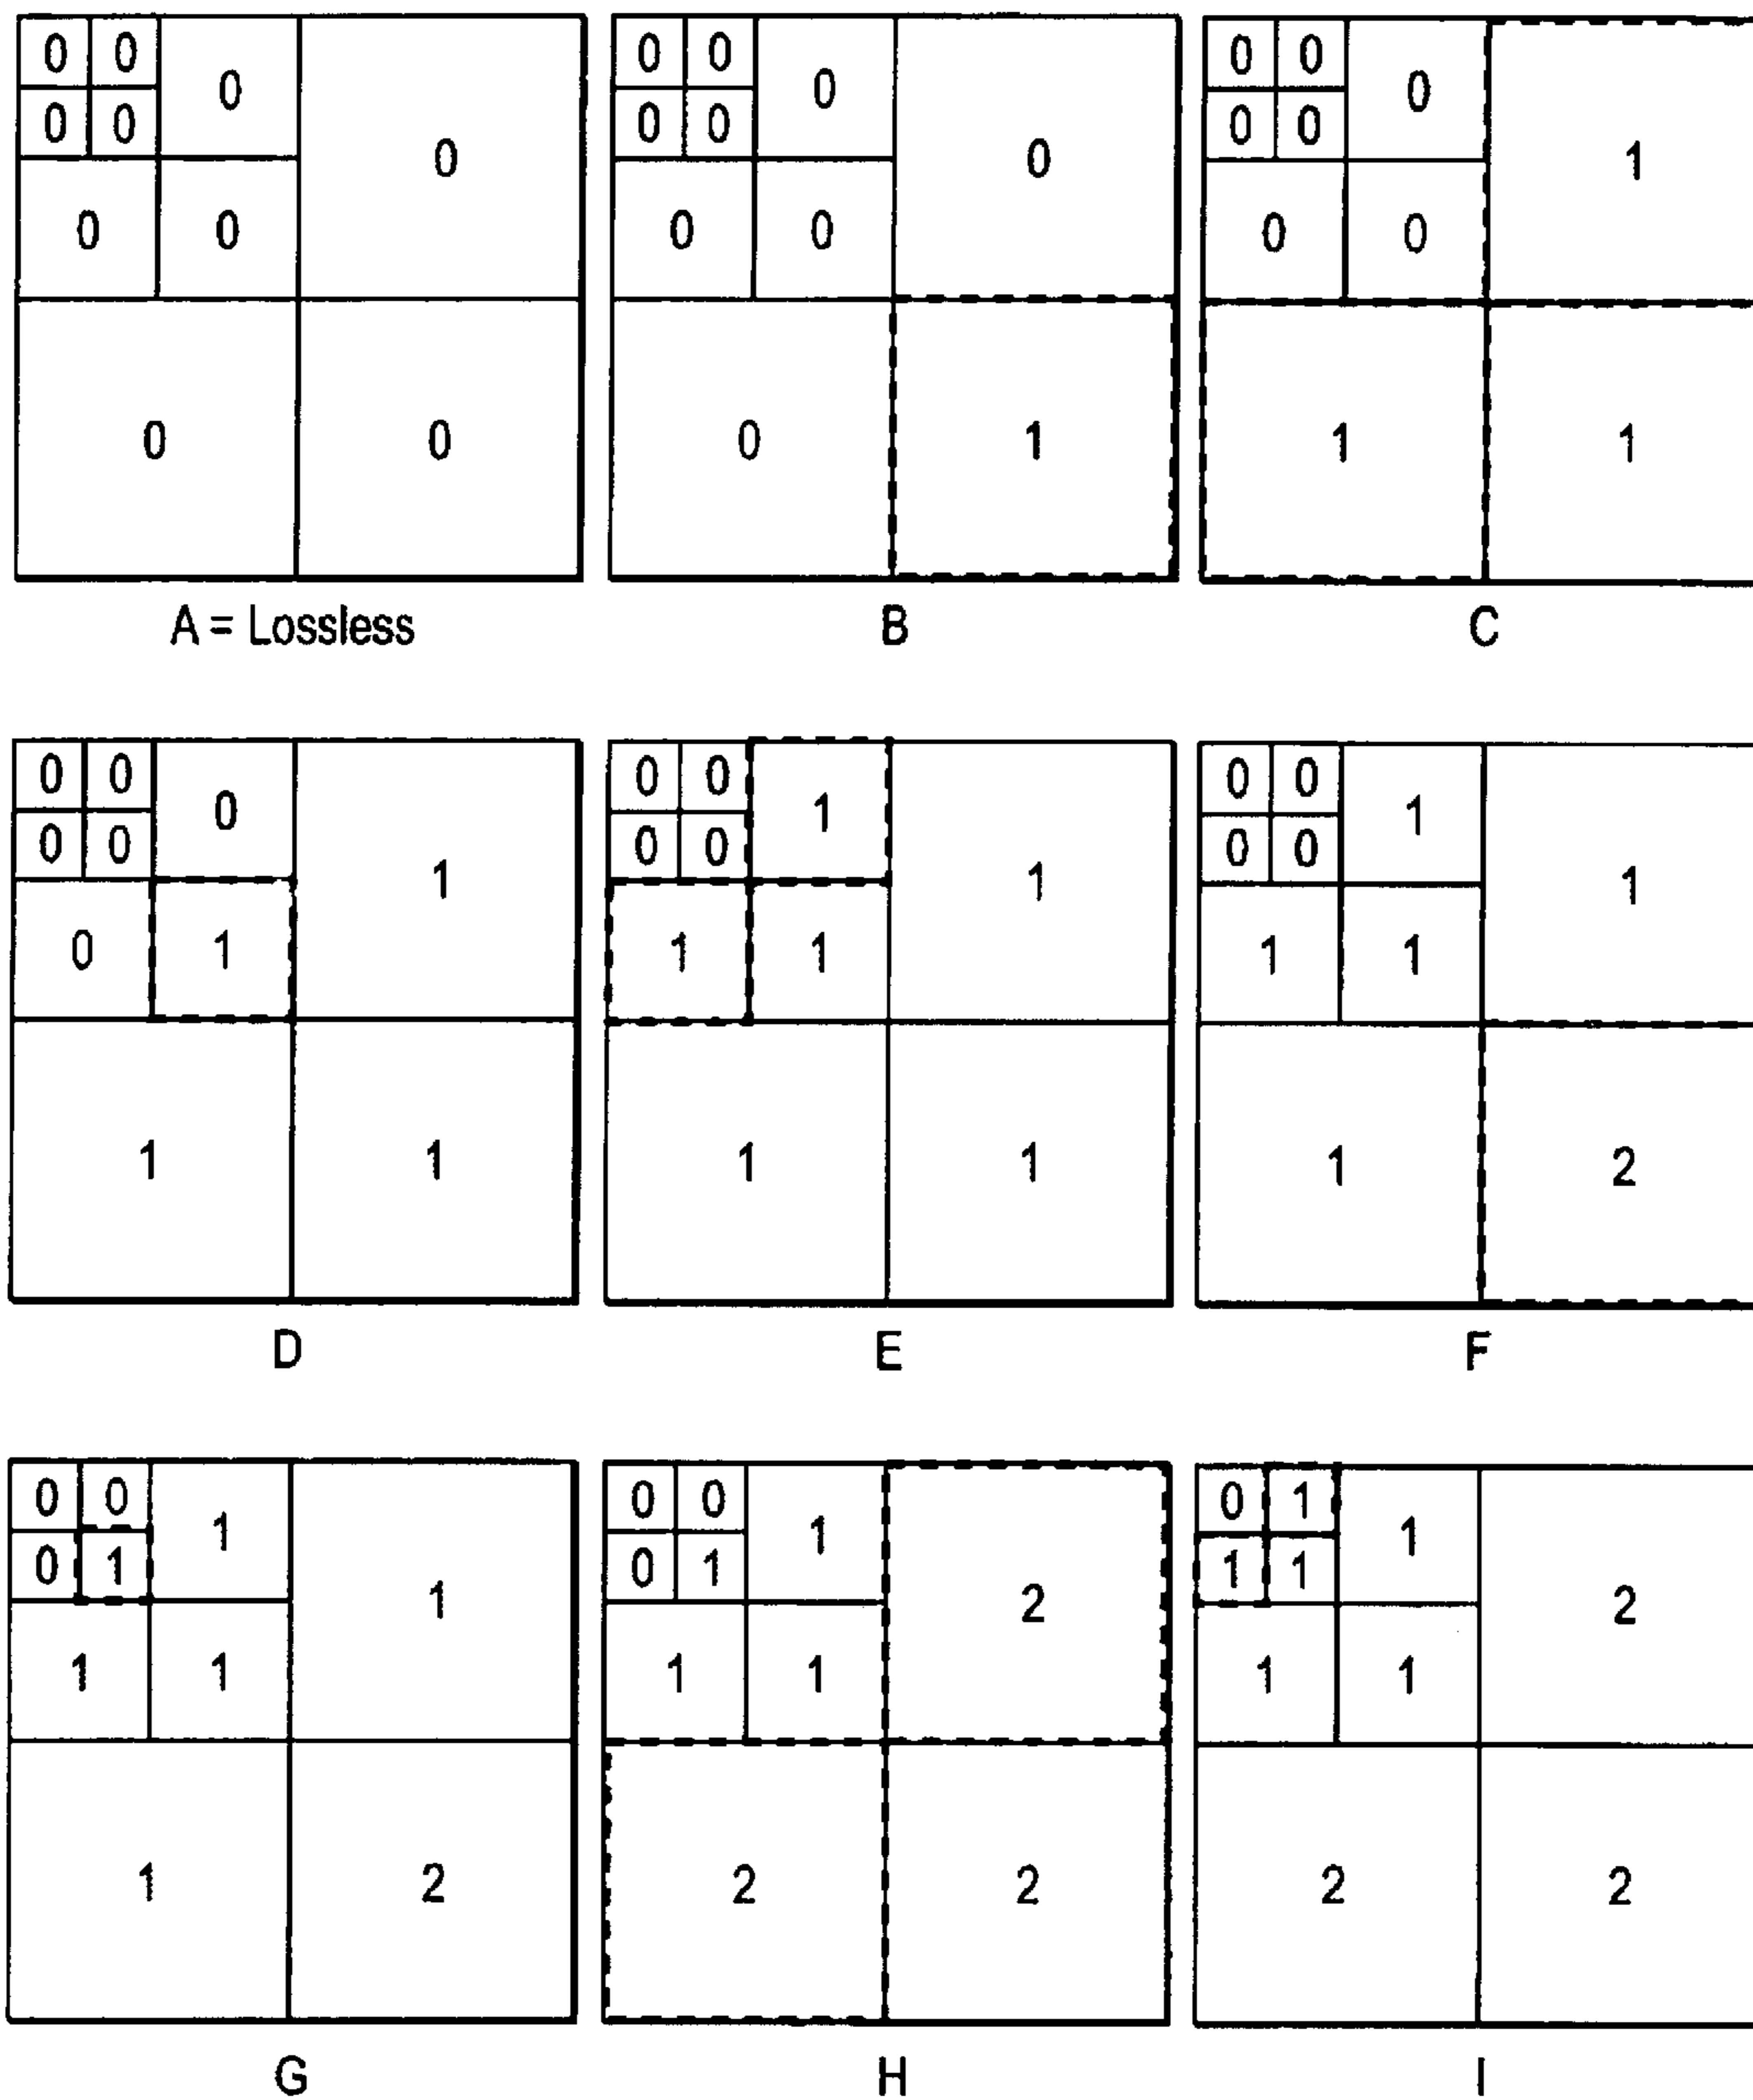 0 0 0 0 0 0
0 0 0 0 0 0
0 0 0
0 0 1
0 0 0 0 0 0
0 0 0 1 1 1
A = Lossless B C
0 0 0 0 0 0
0 1 1
0 0 0 0 0 0
1 1 1
0 1 1 1 1 1
1 1 1 1 1 2
D E F
0 0 0 0 0 1
1 1 1
0 1 0 1 1 1
1 2 2
1 1 1 1 1 1
1 2 2 2 2 2
G H I